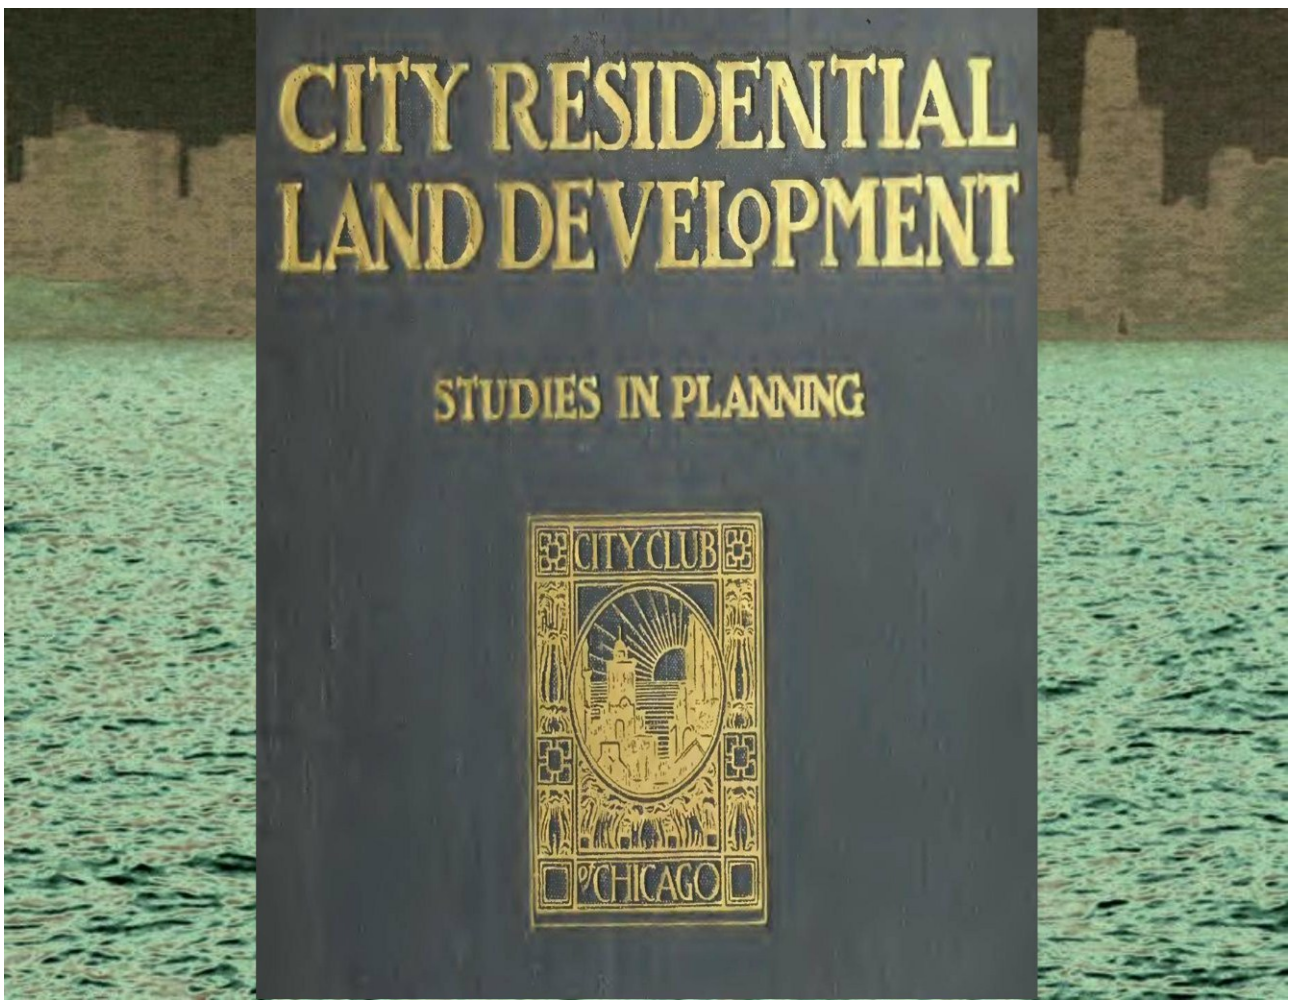 CITY RESIDENTIAL
LAND DEVELOPMENT
STUDIES IN PLANNING
CITY CLUB
of CHICAGO